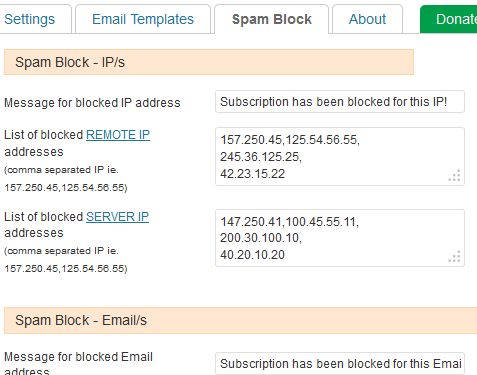 Settings Email Templates Spam Block About Donate
Spam Block - IP/s
Message for blocked IP address Subscription has been blocked for this IP!
List of blocked REMOTE IP
addresses
(comma separated IP ie.
157.250.45,125.54.56.55)
157.250.45,125.54.56.55,
245.36.125.25,
42.23.15.22
List of blocked SERVER IP
addresses
(comma separated IP ie.
157.250.45,125.54.56.55)
147.250.41,100.45.55.11,
200.30.100.10,
40.20.10.20
Spam Block - Email/s
Message for blocked Email
address
Subscription has been blocked for this Emai